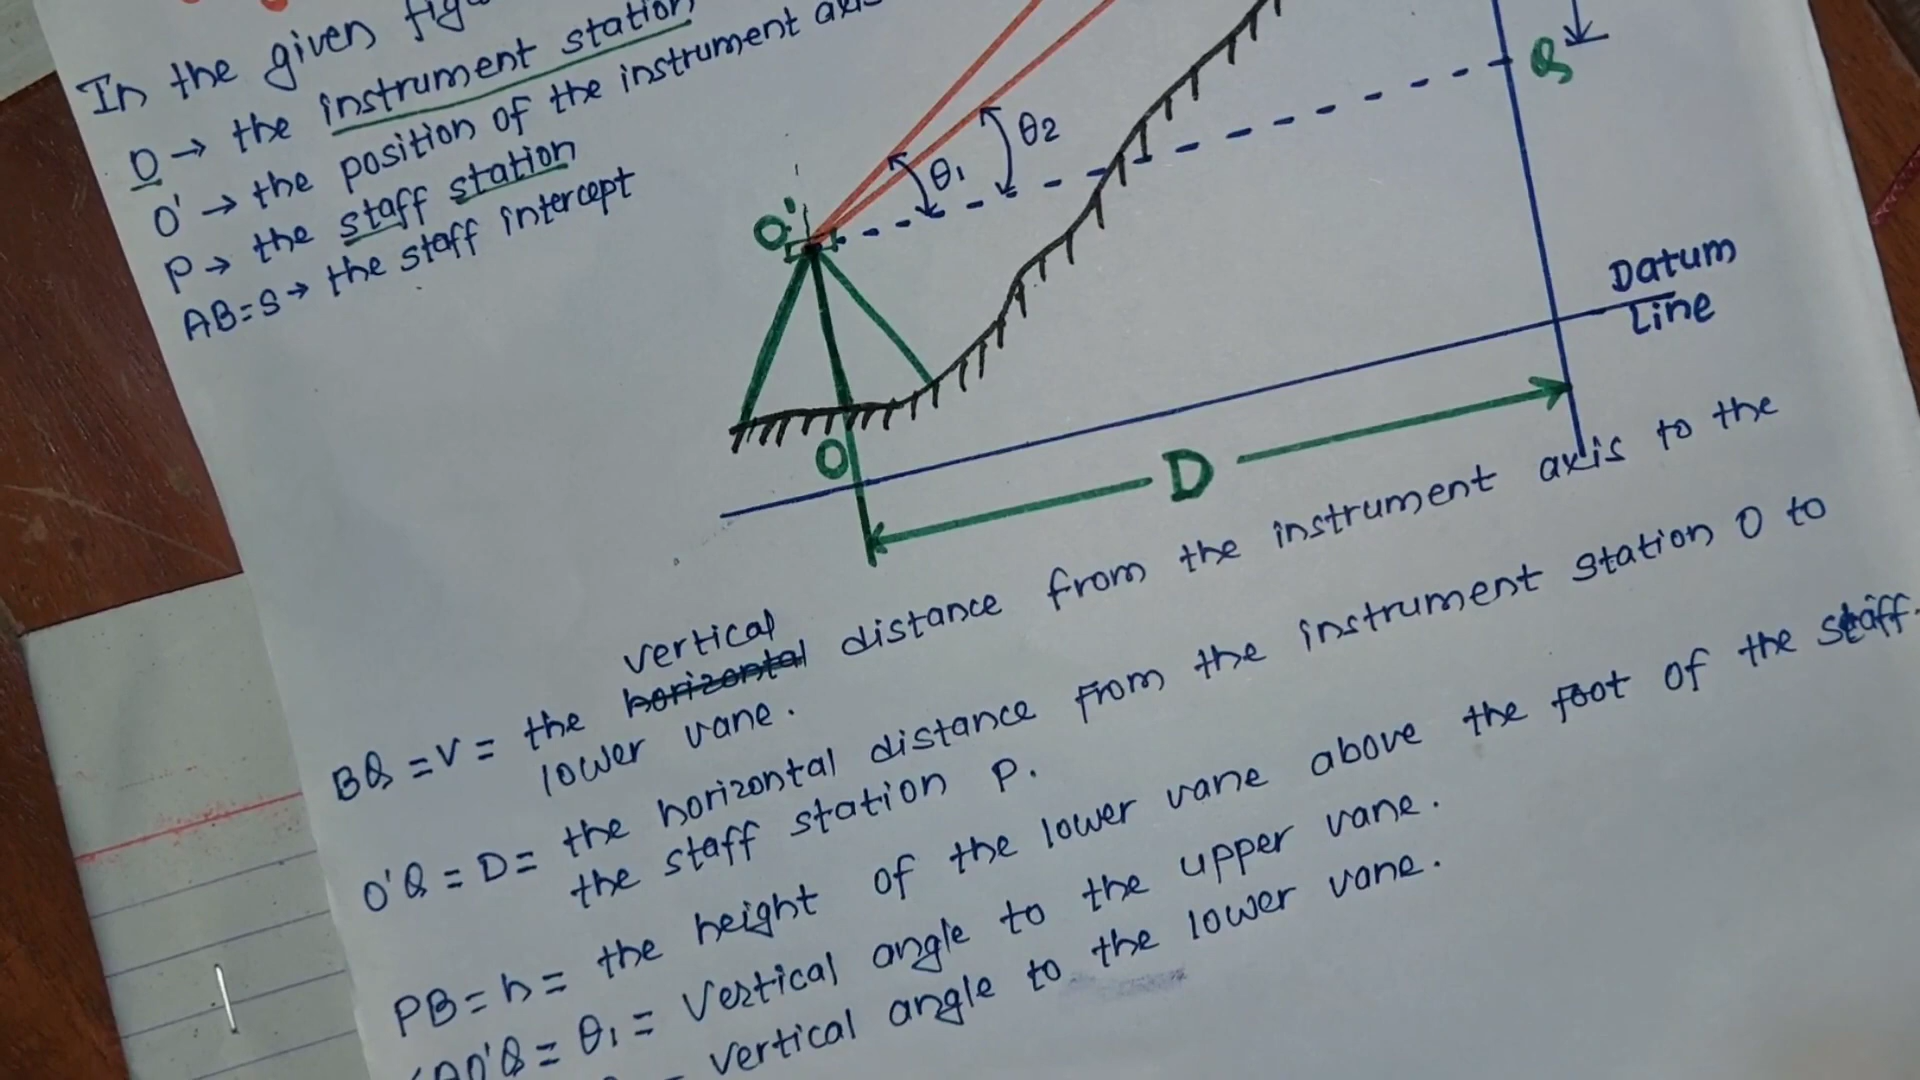 In the given
O → the instrument station
O' → the position of the instrument axis
P → the staff station
AB = S → the staff intercept
O'
θ1
θ2
Q
Datum
Line
O
D
BQ = V = the vertical distance from the instrument axis to the
lower vane.
O'Q = D = the horizontal distance from the instrument station O to
the staff station P.
PB = h = the height of the lower vane above the foot of the staff.
∠AO'Q = θ1 = Vertical angle to the upper vane.
vertical angle to the lower vane.